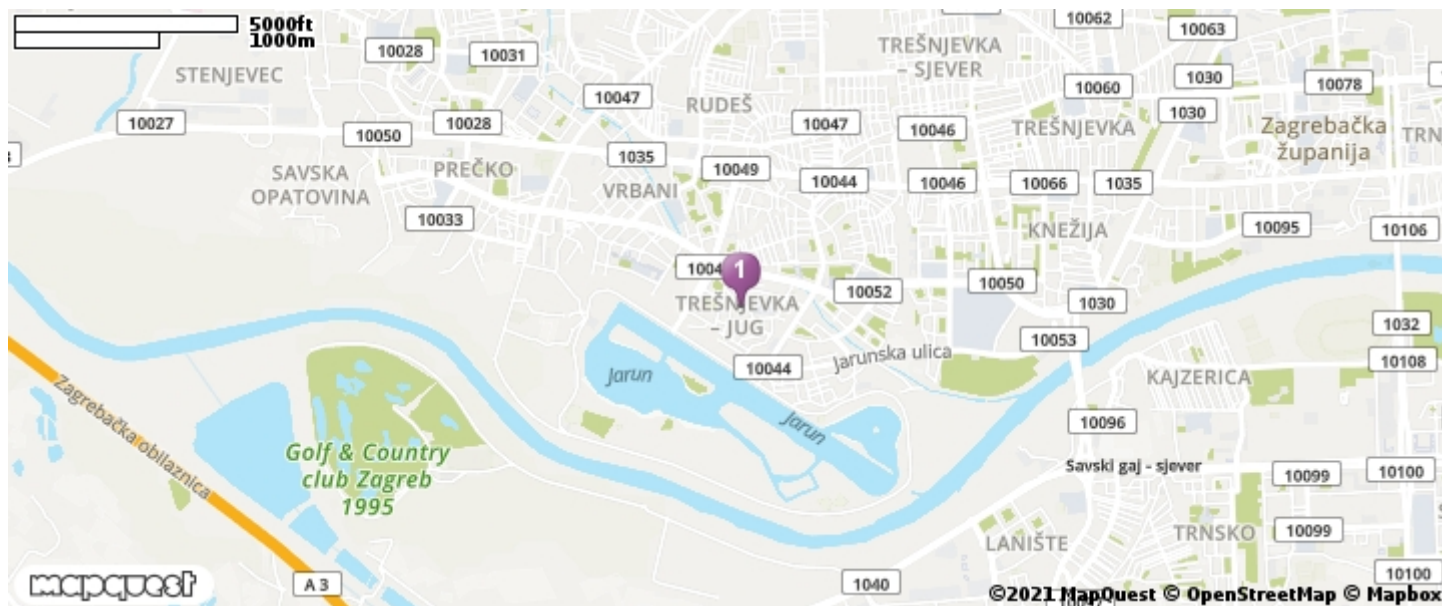 5000ft
1000m
10062
10063
10028
10031
TREŠNJEVKA
– SJEVER
STENJEVEC
1030
10078
10060
10047
RUDEŠ
1030
10027
10050
10028
10047
10046
TREŠNJEVKA
Zagrebačka
županija
TRN
1035
SAVSKA
OPATOVINA
PREČKO
VRBANI
10049
10044
10046
10066
1035
10033
KNEŽIJA
10095
10106
1004
1
10052
10050
TREŠNJEVKA
– JUG
1030
1032
10053
Jarunska ulica
10044
10108
Jarun
KAJZERICA
Zagrebačka obilaznica
Jarun
10096
Golf & Country
club Zagreb
1995
Savski gaj - sjever
10099
10100
LANIŠTE
TRNSKO
10099
mapquest
A 3
1040
10100
©2021 MapQuest © OpenStreetMap © Mapbox